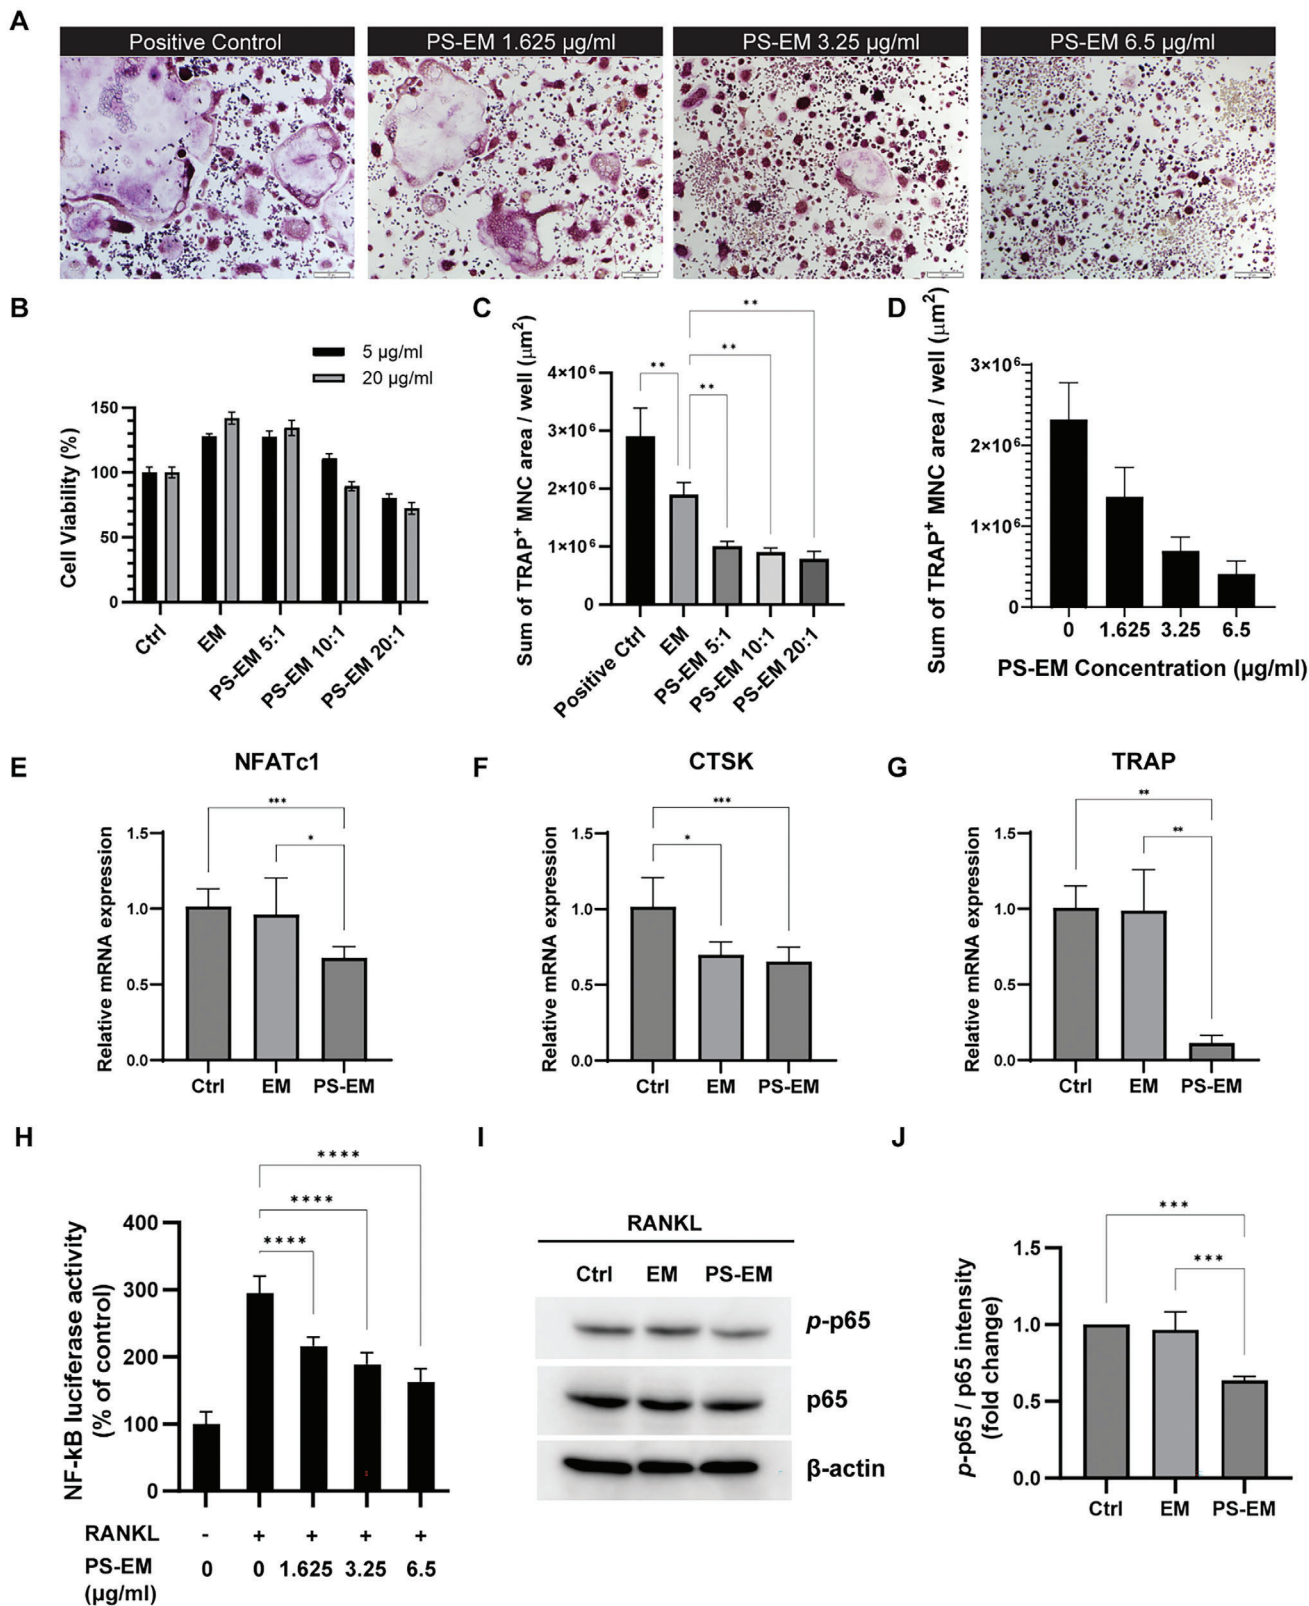 A
Positive Control
PS-EM 1.625 µg/ml
PS-EM 3.25 µg/ml
PS-EM 6.5 µg/ml
B
5 µg/ml
20 µg/ml
Cell Viability (%)
150
100
50
0
Ctrl
EM
PS-EM 5:1
PS-EM 10:1
PS-EM 20:1
C
Sum of TRAP⁺ MNC area / well (µm²)
4×10⁶
3×10⁶
2×10⁶
1×10⁶
0
**
**
**
**
Positive Ctrl
EM
PS-EM 5:1
PS-EM 10:1
PS-EM 20:1
D
Sum of TRAP⁺ MNC area / well (µm²)
3×10⁶
2×10⁶
1×10⁶
0
0 1.625 3.25 6.5
PS-EM Concentration (µg/ml)
E
NFATc1
Relative mRNA expression
1.5
1.0
0.5
0.0
***
*
Ctrl EM PS-EM
F
CTSK
Relative mRNA expression
1.5
1.0
0.5
0.0
***
*
Ctrl EM PS-EM
G
TRAP
Relative mRNA expression
1.5
1.0
0.5
0.0
**
**
Ctrl EM PS-EM
H
NF-kB luciferase activity
(% of control)
400
300
200
100
0
****
****
****
RANKL - + + + +
PS-EM 0 0 1.625 3.25 6.5
(µg/ml)
I
RANKL
Ctrl EM PS-EM
p-p65
p65
β-actin
J
p-p65 / p65 intensity
(fold change)
1.5
1.0
0.5
0.0
***
***
Ctrl EM PS-EM